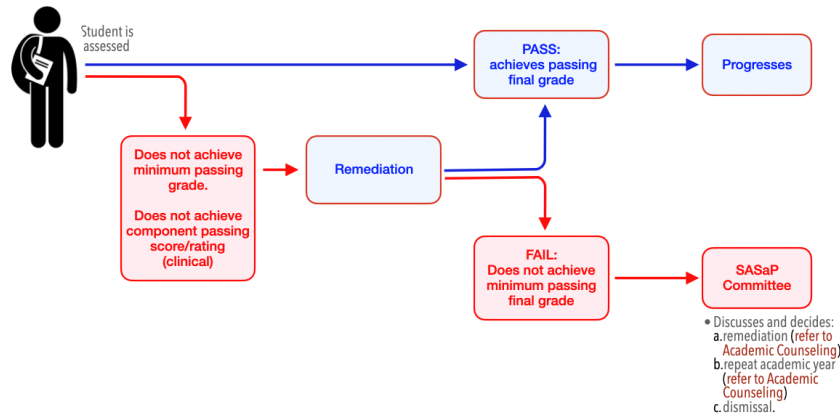 Student is
assessed
PASS:
achieves passing
final grade
Progresses
Does not achieve
minimum passing
grade.
Does not achieve
component passing
score/rating
(clinical)
Remediation
FAIL:
Does not achieve
minimum passing
final grade
SASaP
Committee
• Discusses and decides:
a.remediation (refer to
Academic Counseling)
b.repeat academic year
(refer to Academic
Counseling)
c.dismissal.